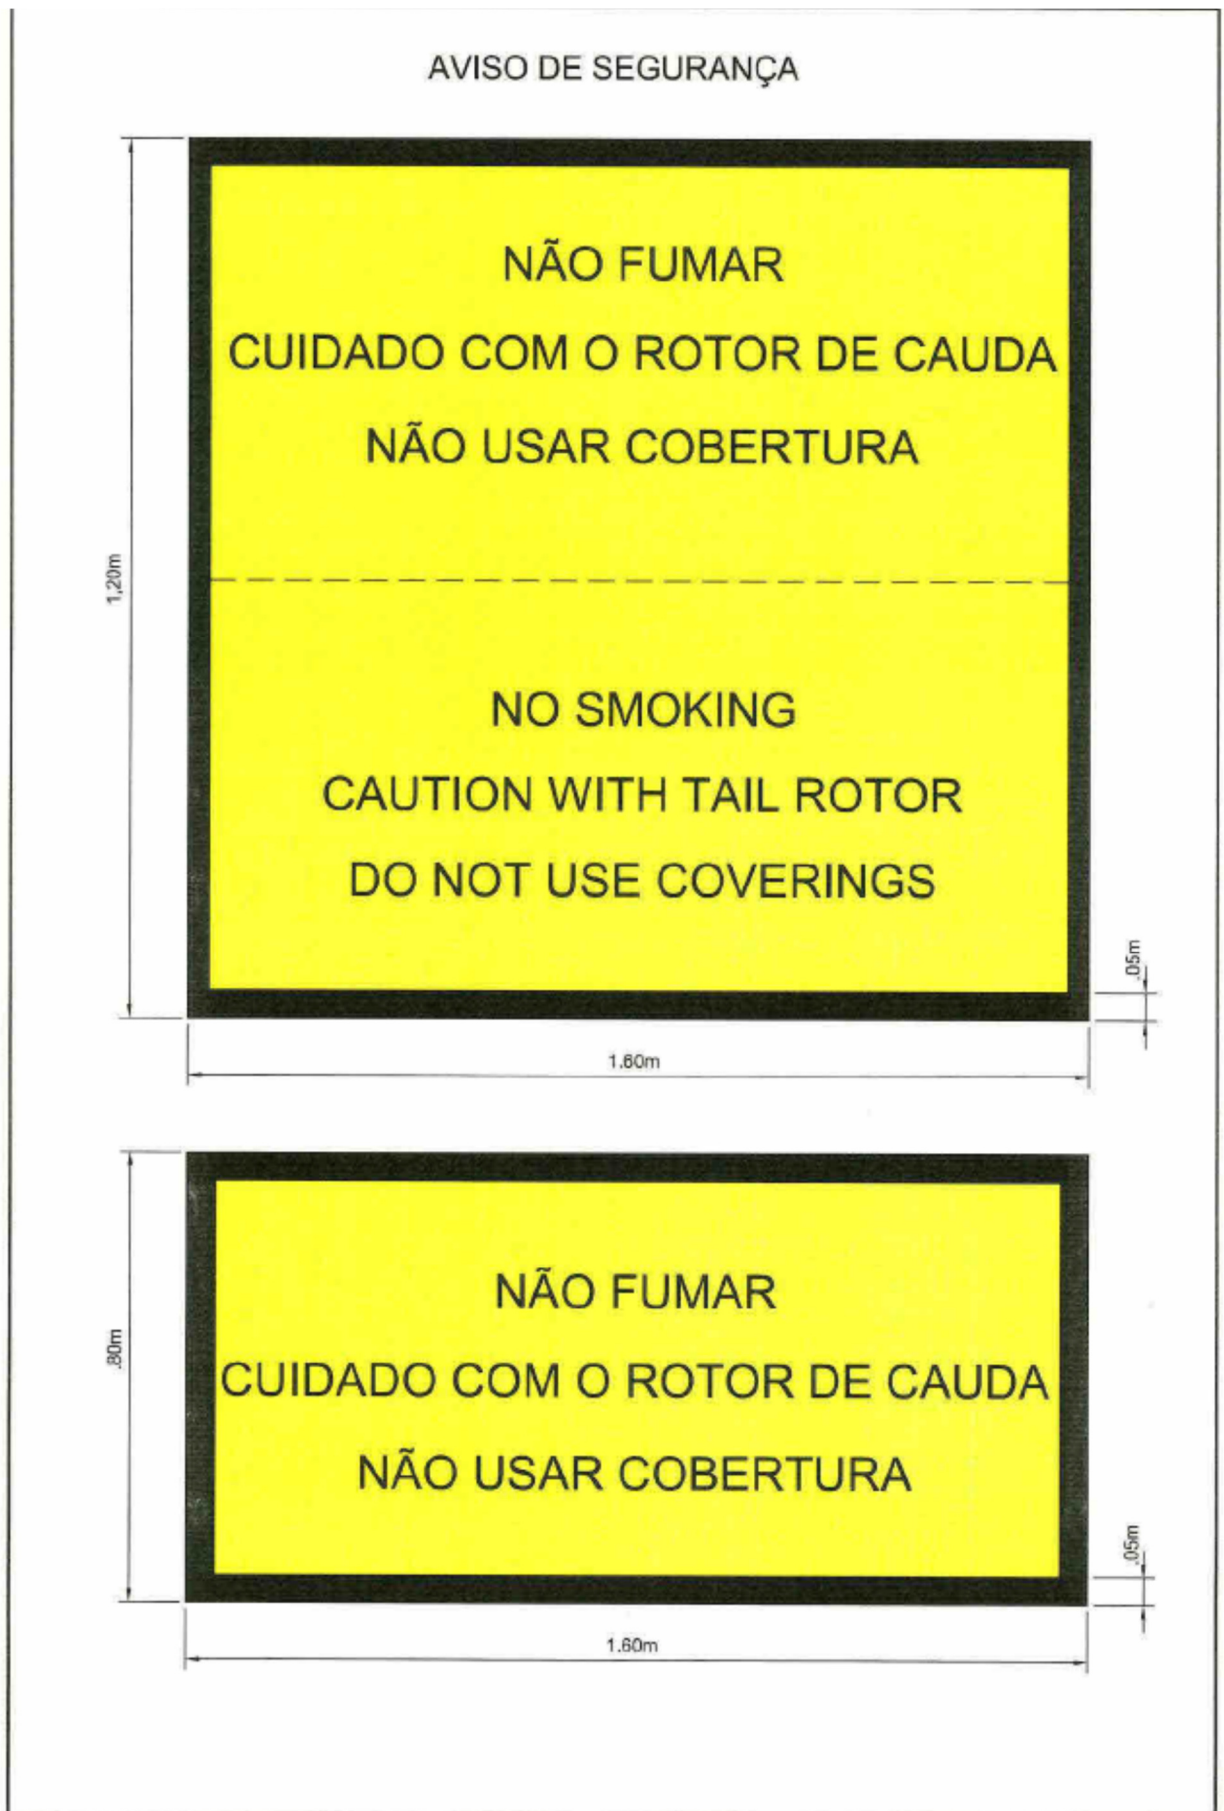 AVISO DE SEGURANÇA
NÃO FUMAR
CUIDADO COM O ROTOR DE CAUDA
NÃO USAR COBERTURA
1,20m
NO SMOKING
CAUTION WITH TAIL ROTOR
DO NOT USE COVERINGS
.05m
1.60m
NÃO FUMAR
CUIDADO COM O ROTOR DE CAUDA
NÃO USAR COBERTURA
.80m
.05m
1.60m